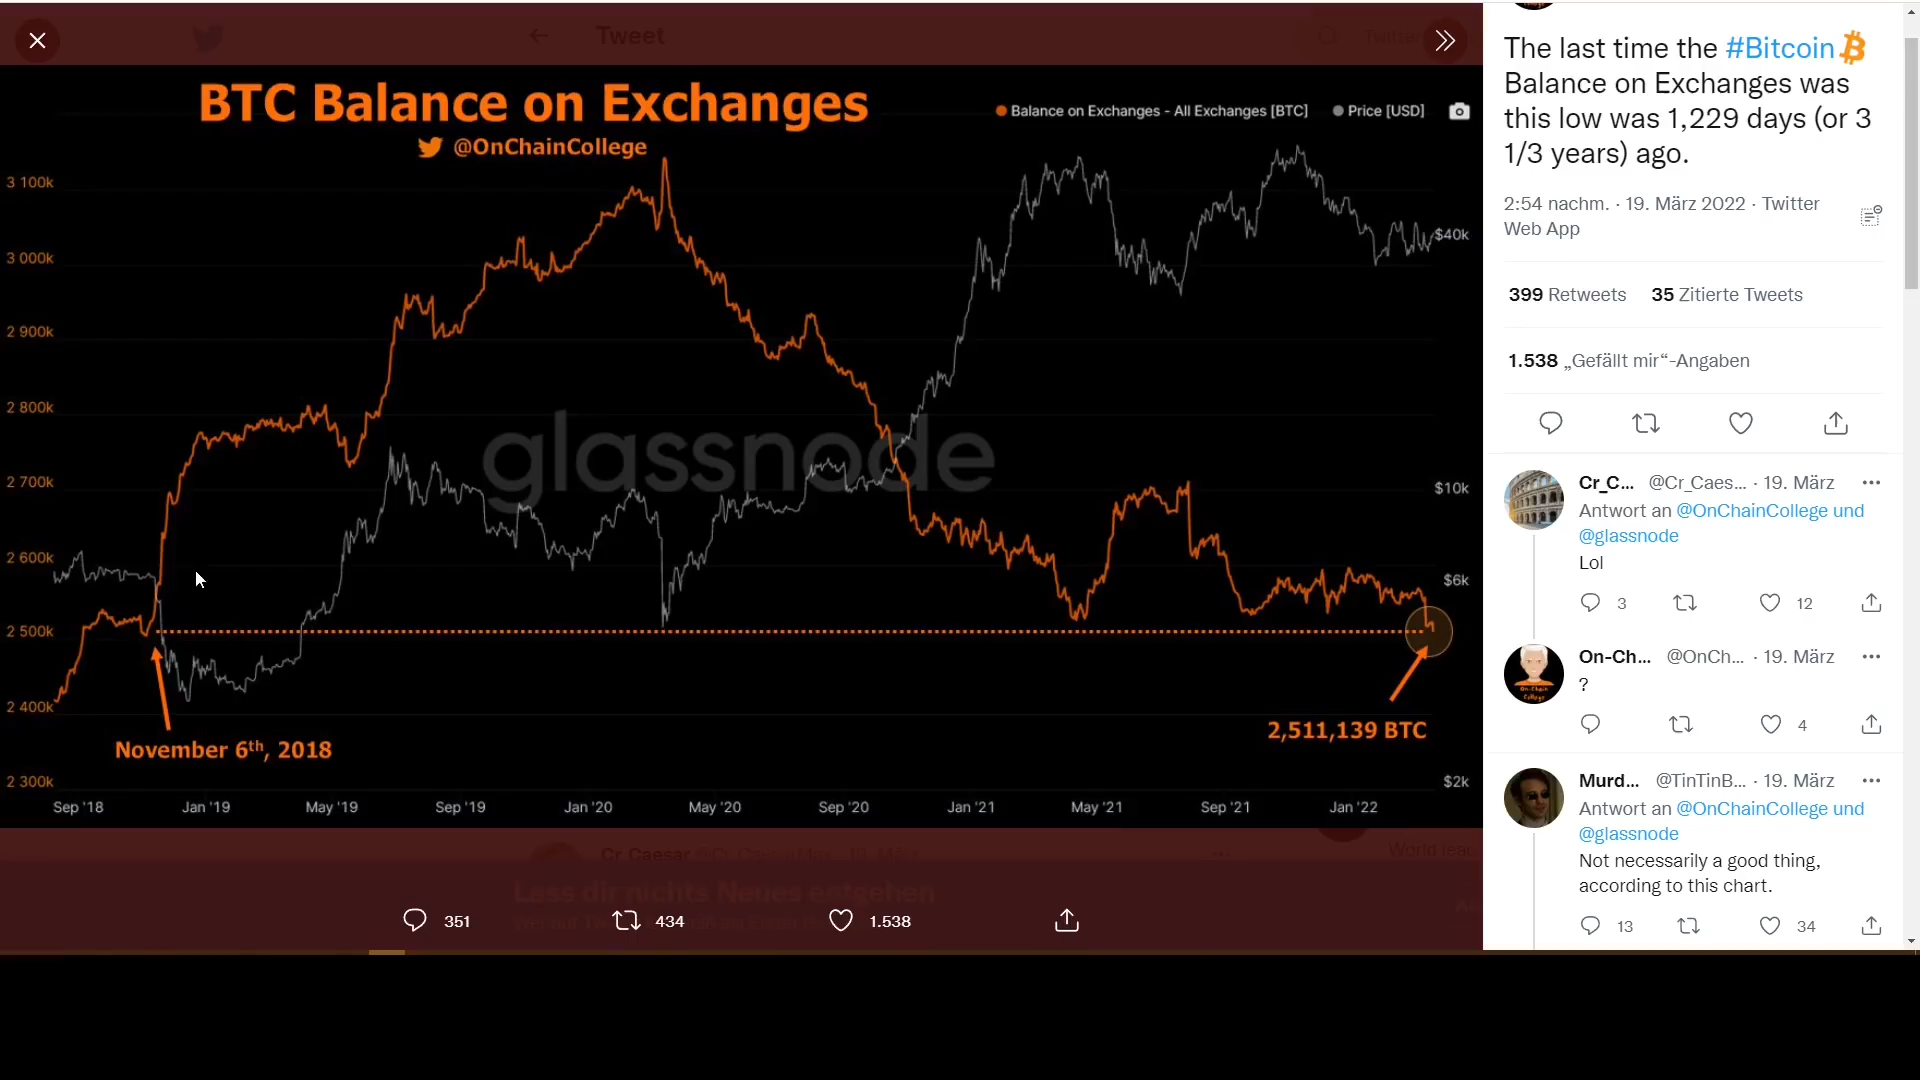 Tweet
BTC Balance on Exchanges
@OnChainCollege
Balance on Exchanges - All Exchanges [BTC]
Price [USD]
3 100k
3 000k
2 900k
2 800k
2 700k
2 600k
2 500k
2 400k
2 300k
$40k
$10k
$6k
$2k
glassnode
November 6th, 2018
2,511,139 BTC
Sep '18
Jan '19
May '19
Sep '19
Jan '20
May '20
Sep '20
Jan '21
May '21
Sep '21
Jan '22
Lass dir nichts Neues entgehen
351
434
1.538
The last time the #Bitcoin
Balance on Exchanges was
this low was 1,229 days (or 3
1/3 years) ago.
2:54 nachm. · 19. März 2022 · Twitter
Web App
399 Retweets 35 Zitierte Tweets
1.538 „Gefällt mir“-Angaben
Cr_C... @Cr_Caes... · 19. März
Antwort an @OnChainCollege und
@glassnode
Lol
3
12
On-Ch... @OnCh... · 19. März
?
4
Murd... @TinTinB... · 19. März
Antwort an @OnChainCollege und
@glassnode
Not necessarily a good thing,
according to this chart.
13
34